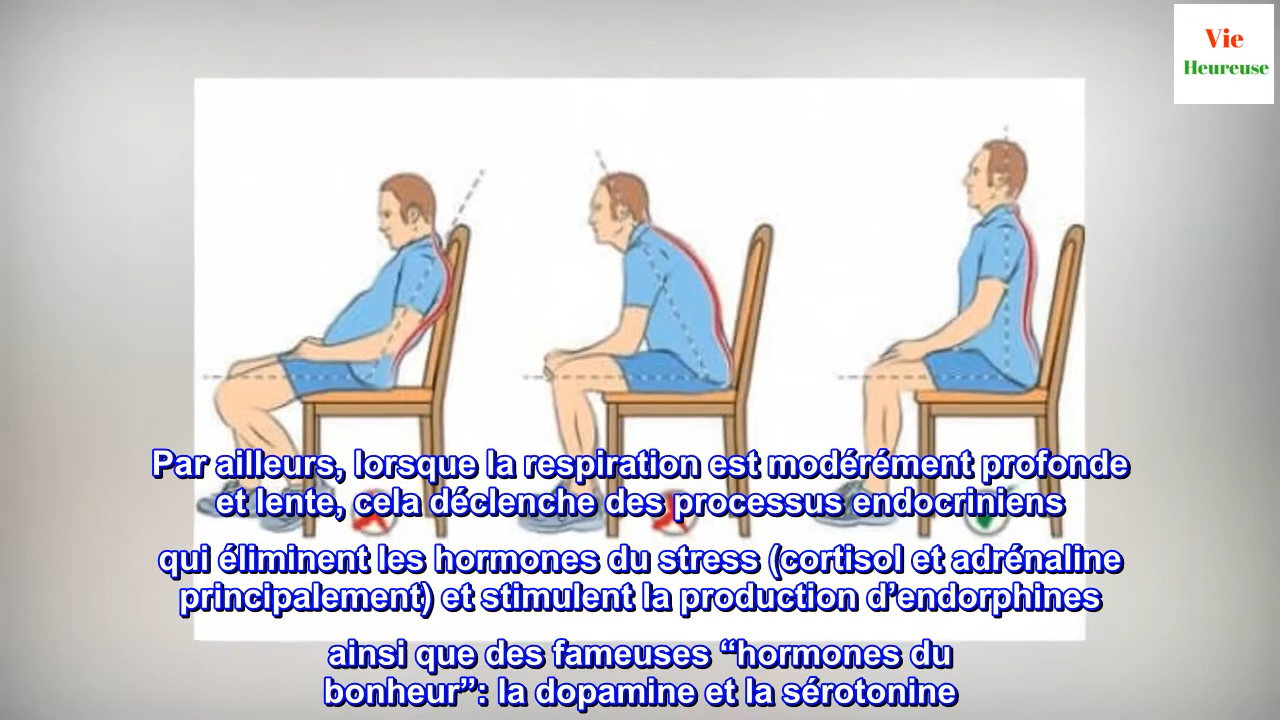 Vie
Heureuse
Par ailleurs, lorsque la respiration est modérément profonde
et lente, cela déclenche des processus endocriniens
qui éliminent les hormones du stress (cortisol et adrénaline
principalement) et stimulent la production d’endorphines
ainsi que des fameuses “hormones du
bonheur”: la dopamine et la sérotonine